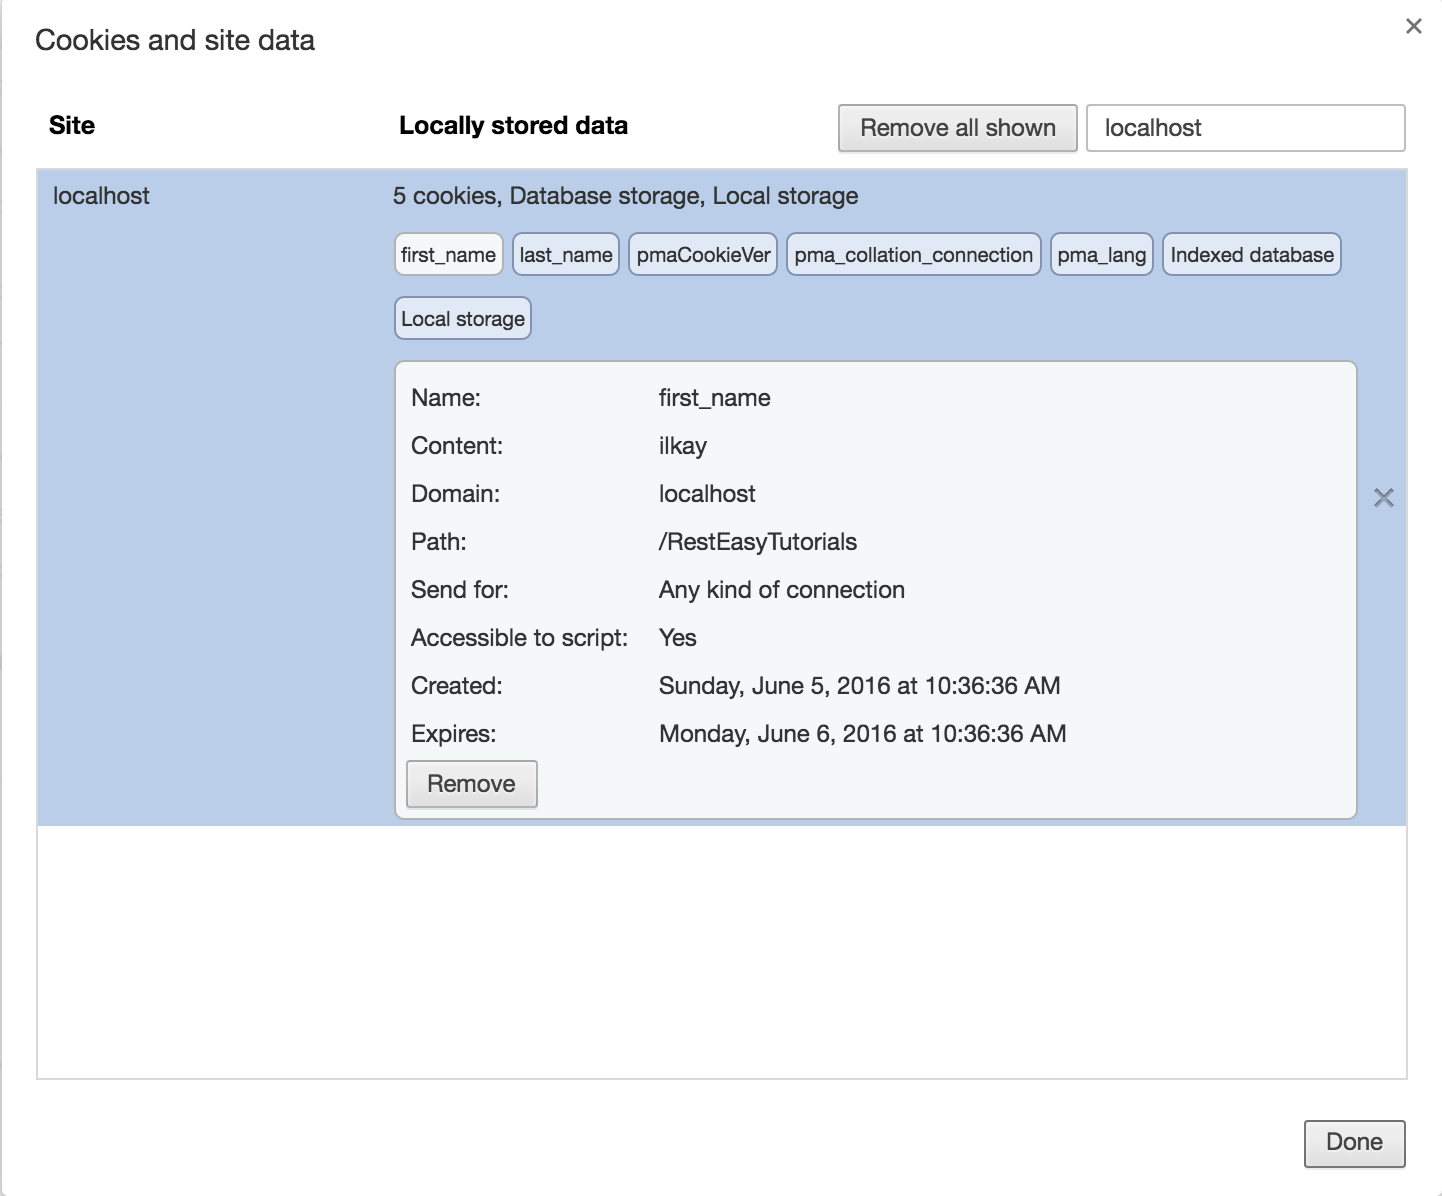 Cookies and site data
Site Locally stored data Remove all shown localhost
localhost 5 cookies, Database storage, Local storage
first_name last_name pmaCookieVer pma_collation_connection pma_lang Indexed database
Local storage
Name: first_name
Content: ilkay
Domain: localhost
Path: /RestEasyTutorials
Send for: Any kind of connection
Accessible to script: Yes
Created: Sunday, June 5, 2016 at 10:36:36 AM
Expires: Monday, June 6, 2016 at 10:36:36 AM
Remove
Done